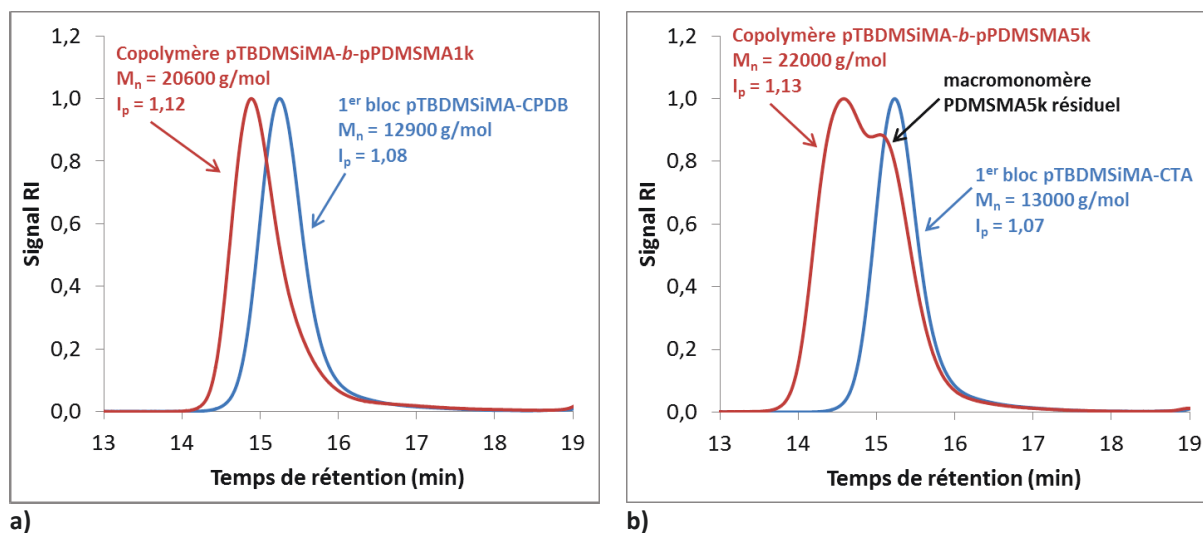 1,2
1,0
0,8
0,6
0,4
0,2
0,0
Signal RI
Copolymère pTBDMSiMA-b-pPDMSMA1k
Mn = 20600 g/mol
Ip = 1,12
1er bloc pTBDMSiMA-CPDB
Mn = 12900 g/mol
Ip = 1,08
13 14 15 16 17 18 19
Temps de rétention (min)
a)
1,2
1,0
0,8
0,6
0,4
0,2
0,0
Signal RI
Copolymère pTBDMSiMA-b-pPDMSMA5k
Mn = 22000 g/mol
Ip = 1,13
macromonomère
PDMSMA5k résiduel
1er bloc pTBDMSiMA-CTA
Mn = 13000 g/mol
Ip = 1,07
13 14 15 16 17 18 19
Temps de rétention (min)
b)